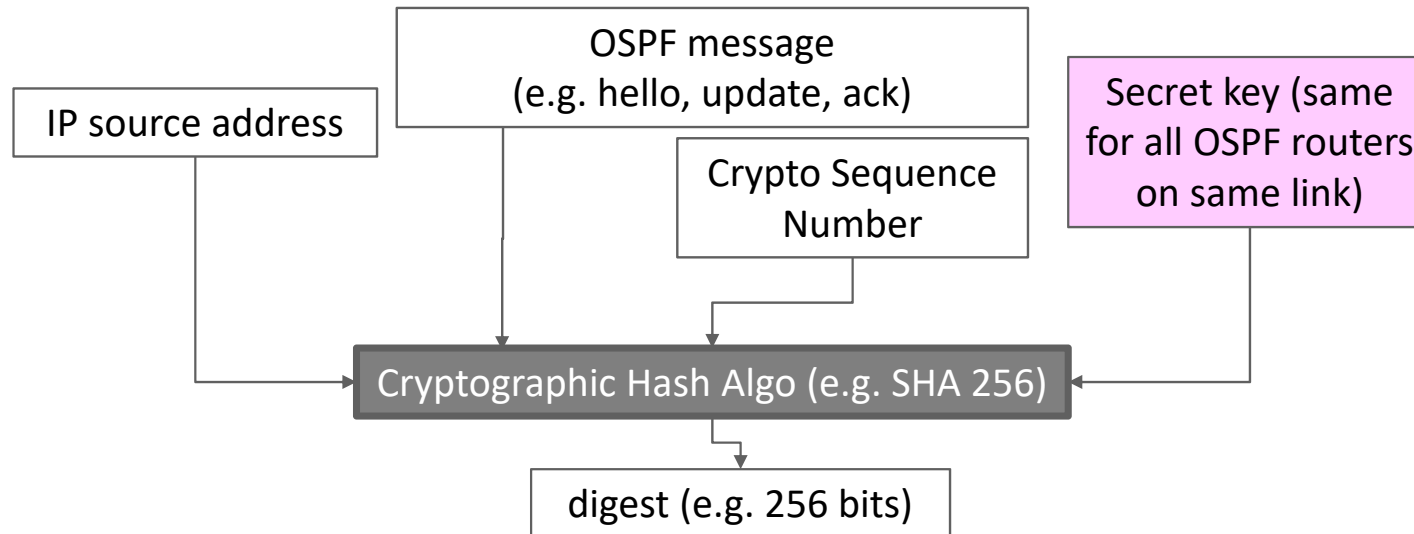 OSPF message
(e.g. hello, update, ack)
IP source address
Crypto Sequence
Number
Secret key (same
for all OSPF routers
on same link)
Cryptographic Hash Algo (e.g. SHA 256)
digest (e.g. 256 bits)